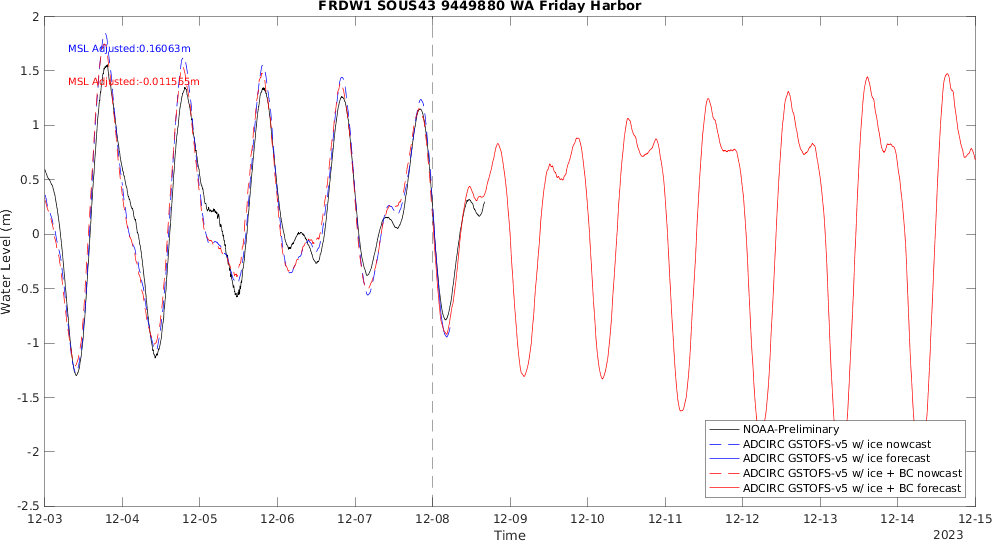 FRDW1 SOUS43 9449880 WA Friday Harbor
MSL Adjusted:0.16063m
MSL Adjusted:-0.011565m
Water Level (m)
2
1.5
1
0.5
0
-0.5
-1
-1.5
-2
-2.5
NOAA-Preliminary
ADCIRC GSTOFS-v5 w/ ice nowcast
ADCIRC GSTOFS-v5 w/ ice forecast
ADCIRC GSTOFS-v5 w/ ice + BC nowcast
ADCIRC GSTOFS-v5 w/ ice + BC forecast
12-03 12-04 12-05 12-06 12-07 12-08 12-09 12-10 12-11 12-12 12-13 12-14 12-15
Time
2023